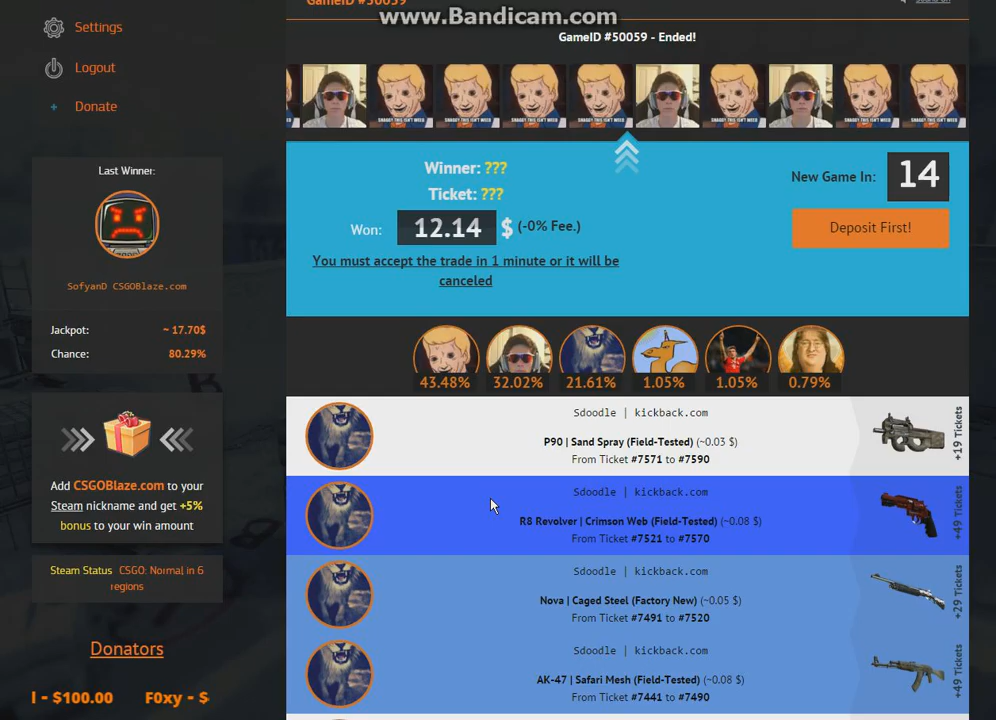 www.Bandicam.com
GameID #50059
Sound On
Settings
GameID #50059 - Ended!
Logout
Donate
Last Winner:
SofyanD CSGOBlaze.com
Jackpot: ~ 17.70$
Chance: 80.29%
Add CSGOBlaze.com to your
Steam nickname and get +5%
bonus to your win amount
Steam Status CSGO: Normal in 6
regions
Donators
- $100.00 F0xy - $
Winner: ???
Ticket: ???
Won: 12.14 $ (-0% Fee.)
You must accept the trade in 1 minute or it will be
canceled
New Game In: 14
Deposit First!
43.48% 32.02% 21.61% 1.05% 1.05% 0.79%
Sdoodle | kickback.com
P90 | Sand Spray (Field-Tested) (~0.03 $)
From Ticket #7571 to #7590
+19 Tickets
Sdoodle | kickback.com
R8 Revolver | Crimson Web (Field-Tested) (~0.08 $)
From Ticket #7521 to #7570
+49 Tickets
Sdoodle | kickback.com
Nova | Caged Steel (Factory New) (~0.05 $)
From Ticket #7491 to #7520
+29 Tickets
Sdoodle | kickback.com
AK-47 | Safari Mesh (Field-Tested) (~0.08 $)
From Ticket #7441 to #7490
+49 Tickets